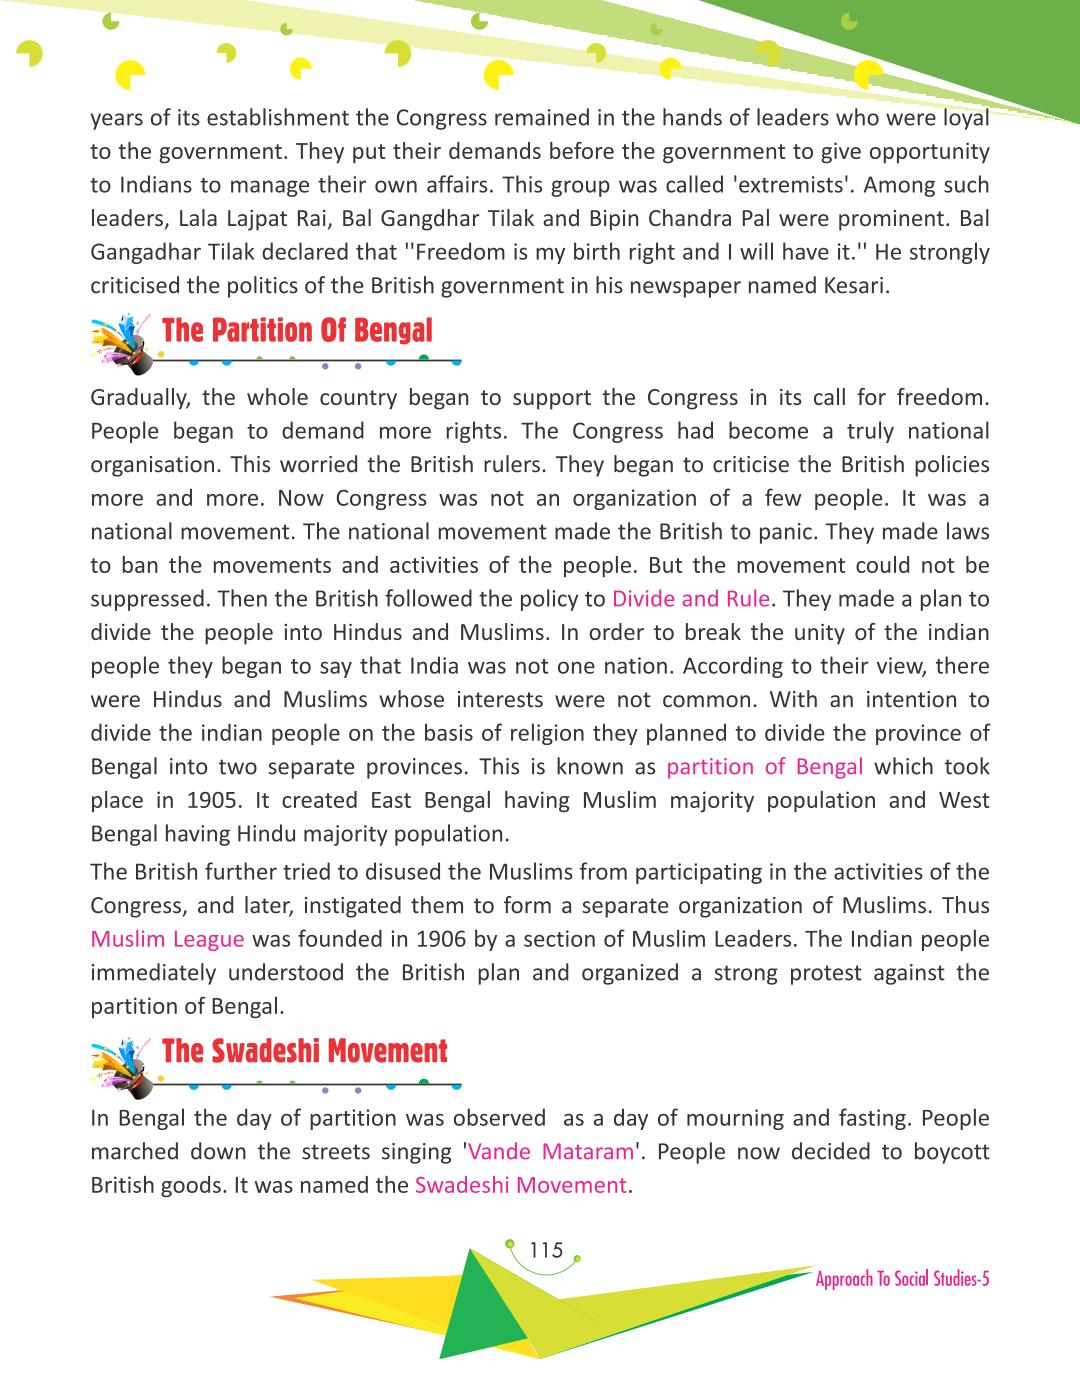 years of its establishment the Congress remained in the hands of leaders who were loyal
to the government. They put their demands before the government to give opportunity
to Indians to manage their own affairs. This group was called 'extremists'. Among such
leaders, Lala Lajpat Rai, Bal Gangdhar Tilak and Bipin Chandra Pal were prominent. Bal
Gangadhar Tilak declared that ''Freedom is my birth right and I will have it.'' He strongly
criticised the politics of the British government in his newspaper named Kesari.
The Partition Of Bengal
Gradually, the whole country began to support the Congress in its call for freedom.
People began to demand more rights. The Congress had become a truly national
organisation. This worried the British rulers. They began to criticise the British policies
more and more. Now Congress was not an organization of a few people. It was a
national movement. The national movement made the British to panic. They made laws
to ban the movements and activities of the people. But the movement could not be
suppressed. Then the British followed the policy to Divide and Rule. They made a plan to
divide the people into Hindus and Muslims. In order to break the unity of the indian
people they began to say that India was not one nation. According to their view, there
were Hindus and Muslims whose interests were not common. With an intention to
divide the indian people on the basis of religion they planned to divide the province of
Bengal into two separate provinces. This is known as partition of Bengal which took
place in 1905. It created East Bengal having Muslim majority population and West
Bengal having Hindu majority population.
The British further tried to disused the Muslims from participating in the activities of the
Congress, and later, instigated them to form a separate organization of Muslims. Thus
Muslim League was founded in 1906 by a section of Muslim Leaders. The Indian people
immediately understood the British plan and organized a strong protest against the
partition of Bengal.
The Swadeshi Movement
In Bengal the day of partition was observed  as a day of mourning and fasting. People
marched down the streets singing 'Vande Mataram'. People now decided to boycott
British goods. It was named the Swadeshi Movement.
115
Approach To Social Studies-5